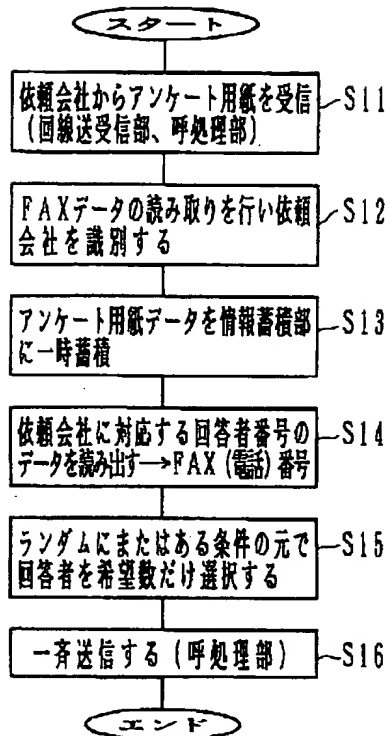 スタート
依頼会社からアンケート用紙を受信
(回線送受信部、呼処理部)
S11
FAXデータの読み取りを行い依頼
会社を識別する
S12
アンケート用紙データを情報蓄積部
に一時蓄積
S13
依頼会社に対応する回答者番号の
データを読み出す→FAX(電話)番号
S14
ランダムにまたはある条件の元で
回答者を希望数だけ選択する
S15
一斉送信する(呼処理部)
S16
エンド